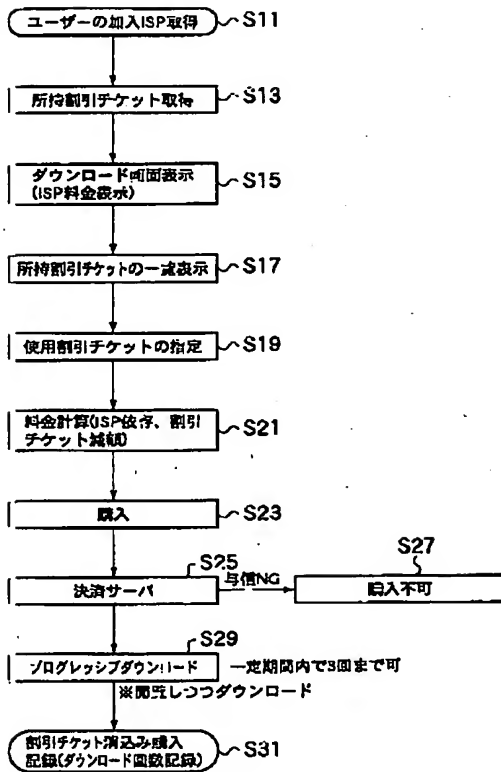 ユーザーの加入ISP取得
S11
所持割引チケット取得
S13
ダウンロード画面表示
(ISP料金表示)
S15
所持割引チケットの一覧表示
S17
使用割引チケットの指定
S19
料金計算(ISP依存、割引
チケット減額)
S21
購入
S23
S25
決済サーバ
与信NG
S27
購入不可
S29
プログレッシブダウンロード
一定期間内で3回まで可
※閲覧しつつダウンロード
割引チケット消込み購入
記録(ダウンロード回数記録)
S31